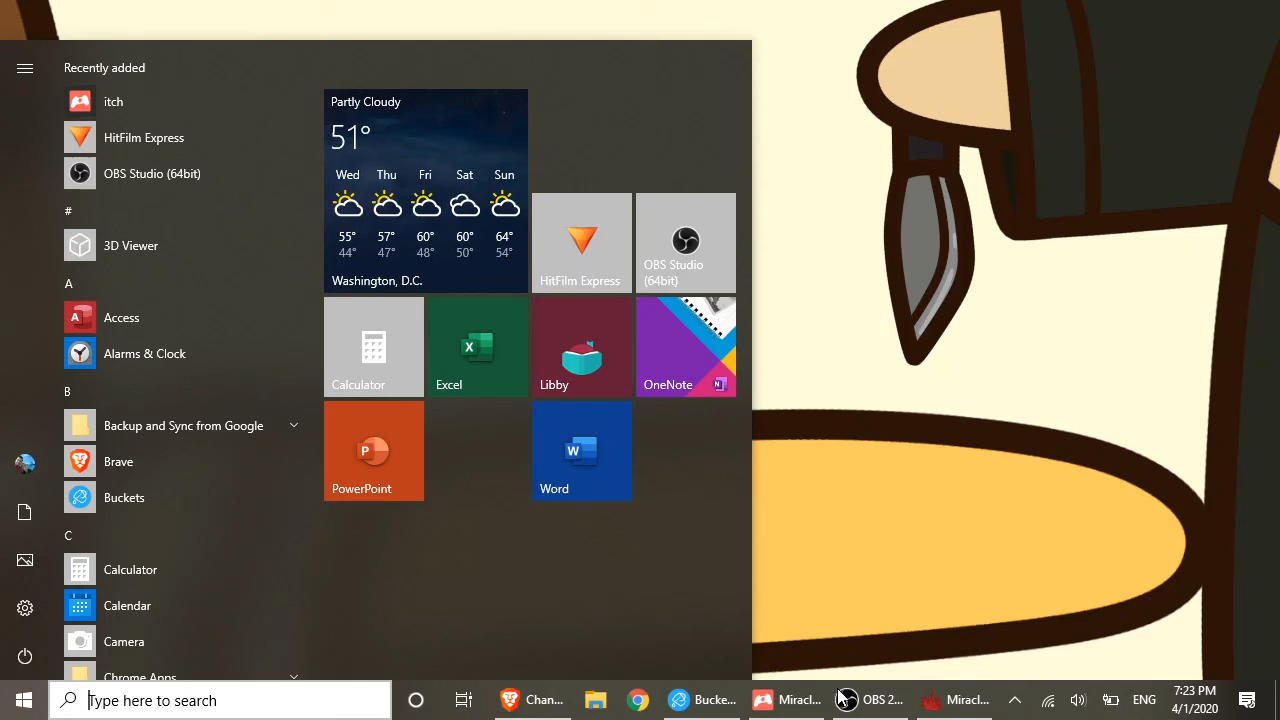 Recently added
itch
HitFilm Express
OBS Studio (64bit)
#
3D Viewer
A
Access
Alarms & Clock
B
Backup and Sync from Google
Brave
Buckets
C
Calculator
Calendar
Camera
Chrome Apps
Partly Cloudy
51°
Wed Thu Fri Sat Sun
55° 57° 60° 60° 64°
44° 47° 48° 50° 54°
Washington, D.C.
HitFilm Express
OBS Studio
(64bit)
Calculator
Excel
Libby
OneNote
PowerPoint
Word
Type here to search
Chan...
Bucke...
Miracl...
OBS 2...
Miracl...
ENG
7:23 PM
4/1/2020